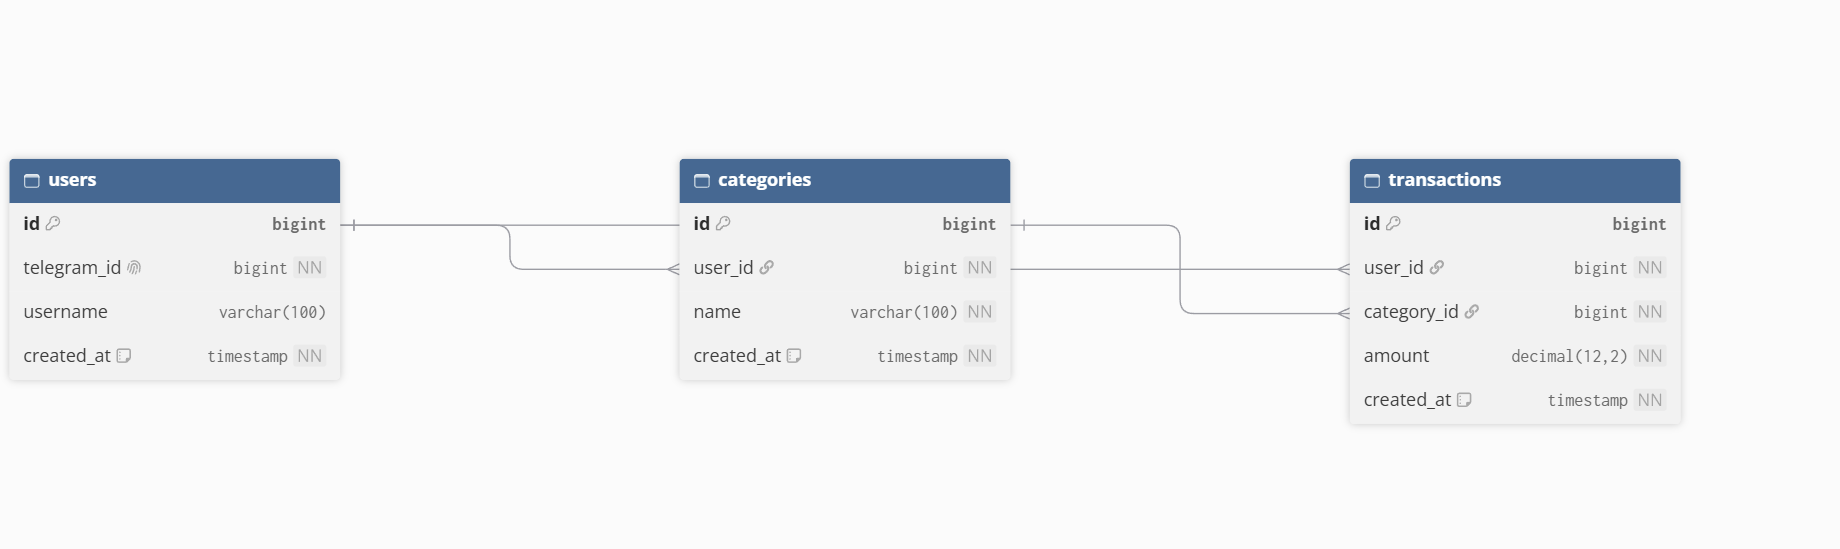 users
id bigint
telegram_id bigint NN
username varchar(100)
created_at timestamp NN
categories
id bigint
user_id bigint NN
name varchar(100) NN
created_at timestamp NN
transactions
id bigint
user_id bigint NN
category_id bigint NN
amount decimal(12,2) NN
created_at timestamp NN